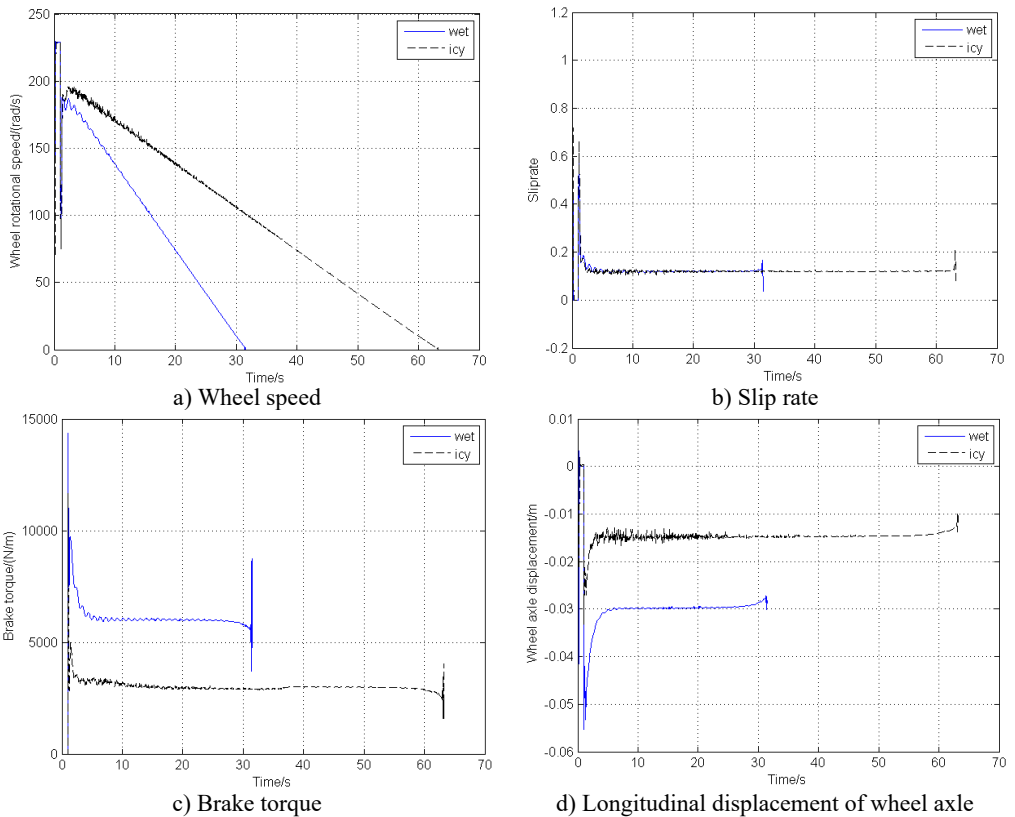 250
200
150
100
50
0
Wheel rotational speed/(rad/s)
wet
icy
0 10 20 30 40 50 60 70
Time/s
a) Wheel speed
1.2
1
0.8
0.6
0.4
0.2
0
-0.2
Sliprate
wet
icy
0 10 20 30 40 50 60 70
Time/s
b) Slip rate
15000
10000
5000
0
Brake torque/(N/m)
wet
icy
0 10 20 30 40 50 60 70
Time/s
c) Brake torque
0.01
0
-0.01
-0.02
-0.03
-0.04
-0.05
-0.06
Wheel axle displacement/m
wet
icy
0 10 20 30 40 50 60 70
Time/s
d) Longitudinal displacement of wheel axle